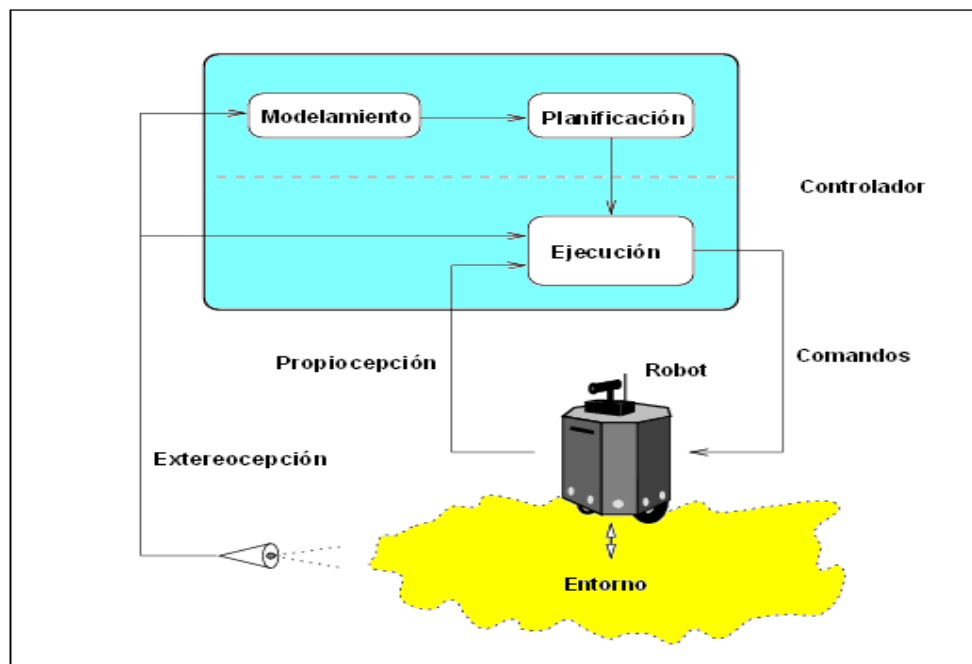 Modelamiento
Planificación
Controlador
Ejecución
Propiocepción
Robot
Comandos
Extereocepción
Entorno